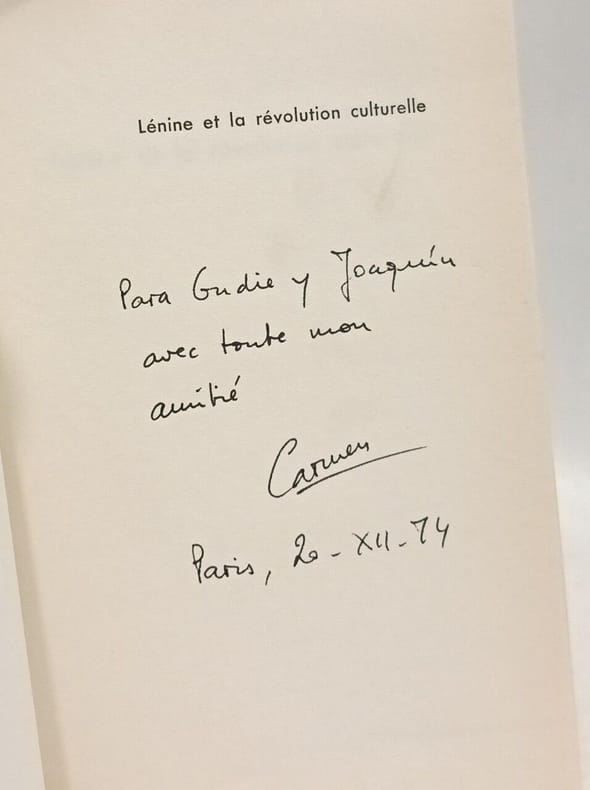 Lénine et la révolution culturelle
Para Gudie y Joaquín
avec toute mon
amitié
Carmen
Paris, 20-XII-74